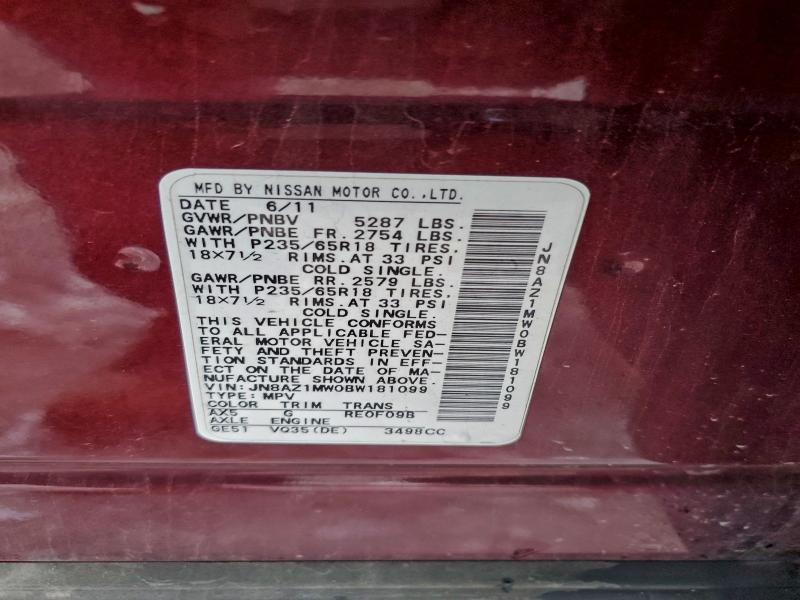 MFD BY NISSAN MOTOR CO.,LTD.
DATE 6/11
GVWR/PNBV 5287 LBS.
GAWR/PNBE FR. 2754 LBS.
WITH P235/65R18 TIRES.
18X7½ RIMS. AT 33 PSI
COLD SINGLE.
GAWR/PNBE RR. 2579 LBS.
WITH P235/65R18 TIRES.
18X7½ RIMS. AT 33 PSI
COLD SINGLE.
THIS VEHICLE CONFORMS
TO ALL APPLICABLE FED-
ERAL MOTOR VEHICLE SA-
FETY AND THEFT PREVEN-
TION STANDARDS IN EFF-
ECT ON THE DATE OF MA-
NUFACTURE SHOWN ABOVE.
VIN: JN8AZ1MW0BW181099
TYPE: MPV
COLOR TRIM TRANS
AX5 G RE0F09B
AXLE ENGINE
GE51 VQ35(DE) 3498CC
JN8AZ1MW0BW181099